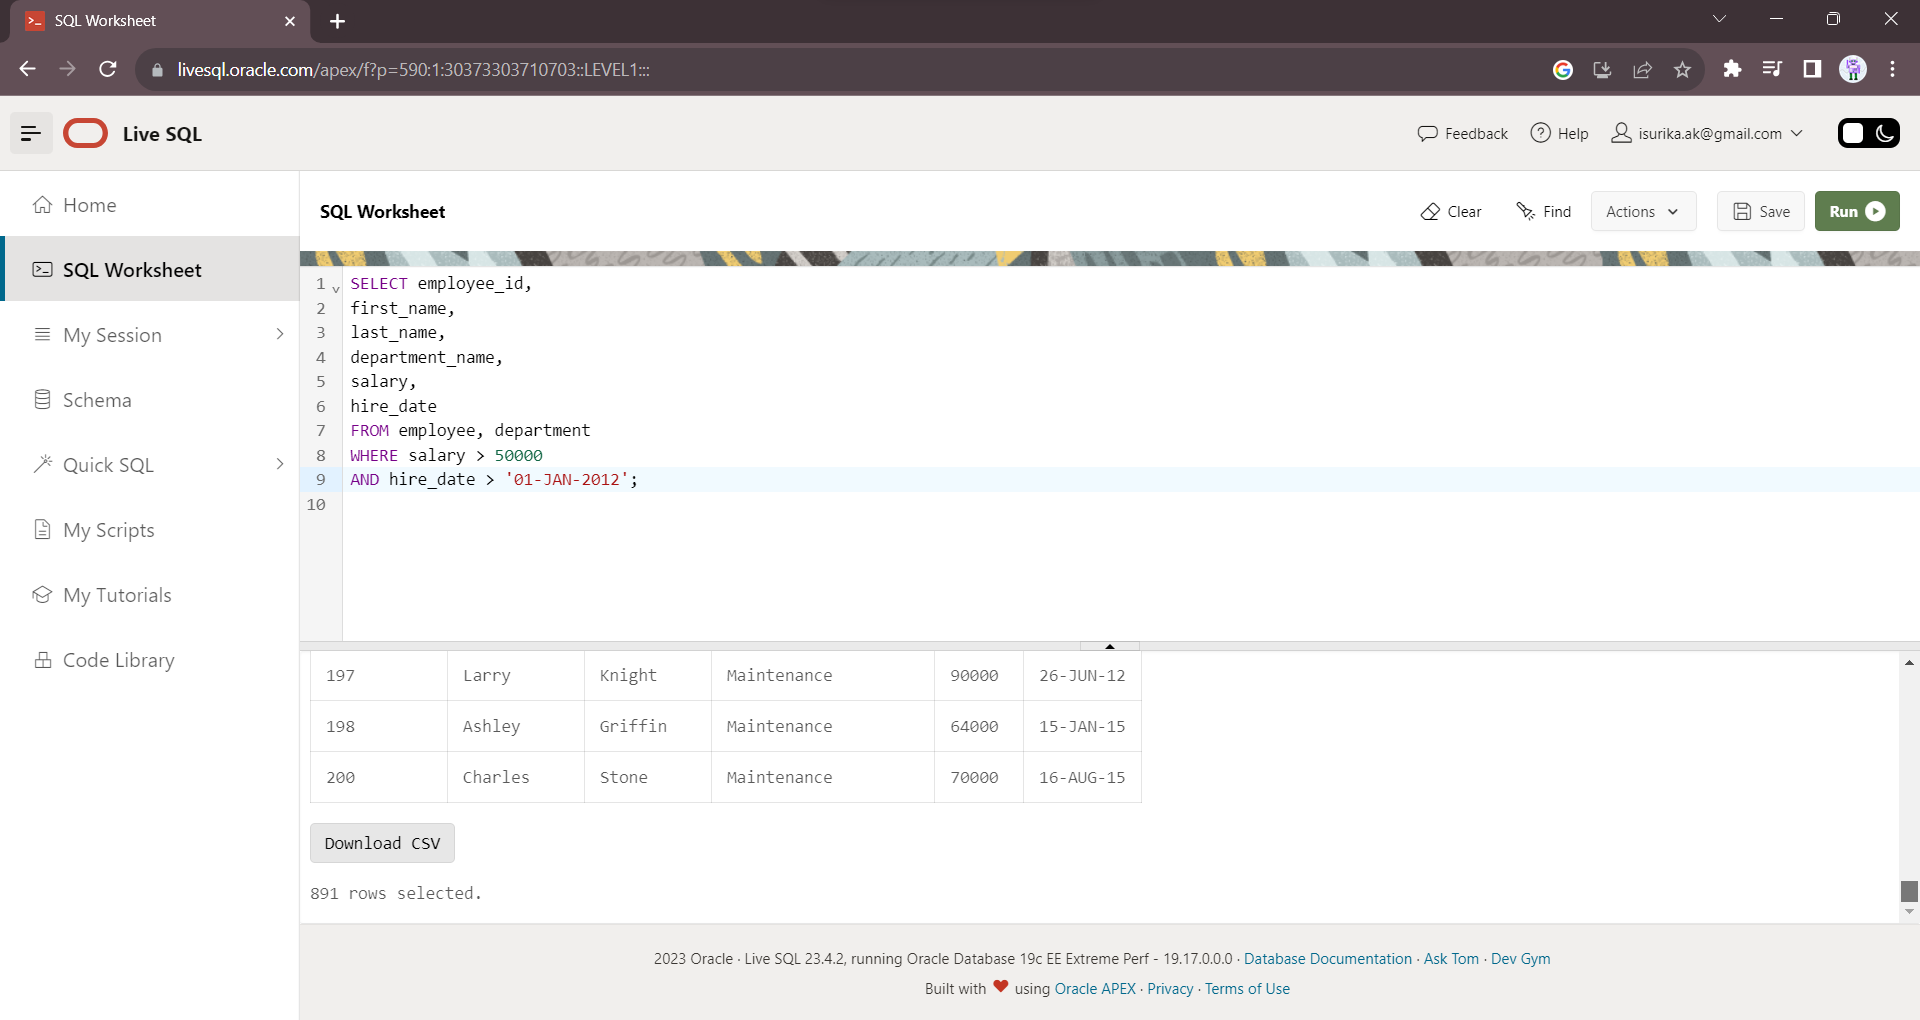 SQL Worksheet
livesql.oracle.com/apex/f?p=590:1:30373303710703::LEVEL1:::
Live SQL
Feedback
Help
isurika.ak@gmail.com
Home
SQL Worksheet
My Session
Schema
Quick SQL
My Scripts
My Tutorials
Code Library
SQL Worksheet
Clear
Find
Actions
Save
Run
1 SELECT employee_id,
2 first_name,
3 last_name,
4 department_name,
5 salary,
6 hire_date
7 FROM employee, department
8 WHERE salary > 50000
9 AND hire_date > '01-JAN-2012';
10
197 Larry Knight Maintenance 90000 26-JUN-12
198 Ashley Griffin Maintenance 64000 15-JAN-15
200 Charles Stone Maintenance 70000 16-AUG-15
Download CSV
891 rows selected.
2023 Oracle · Live SQL 23.4.2, running Oracle Database 19c EE Extreme Perf - 19.17.0.0.0 · Database Documentation · Ask Tom · Dev Gym
Built with ❤ using Oracle APEX · Privacy · Terms of Use